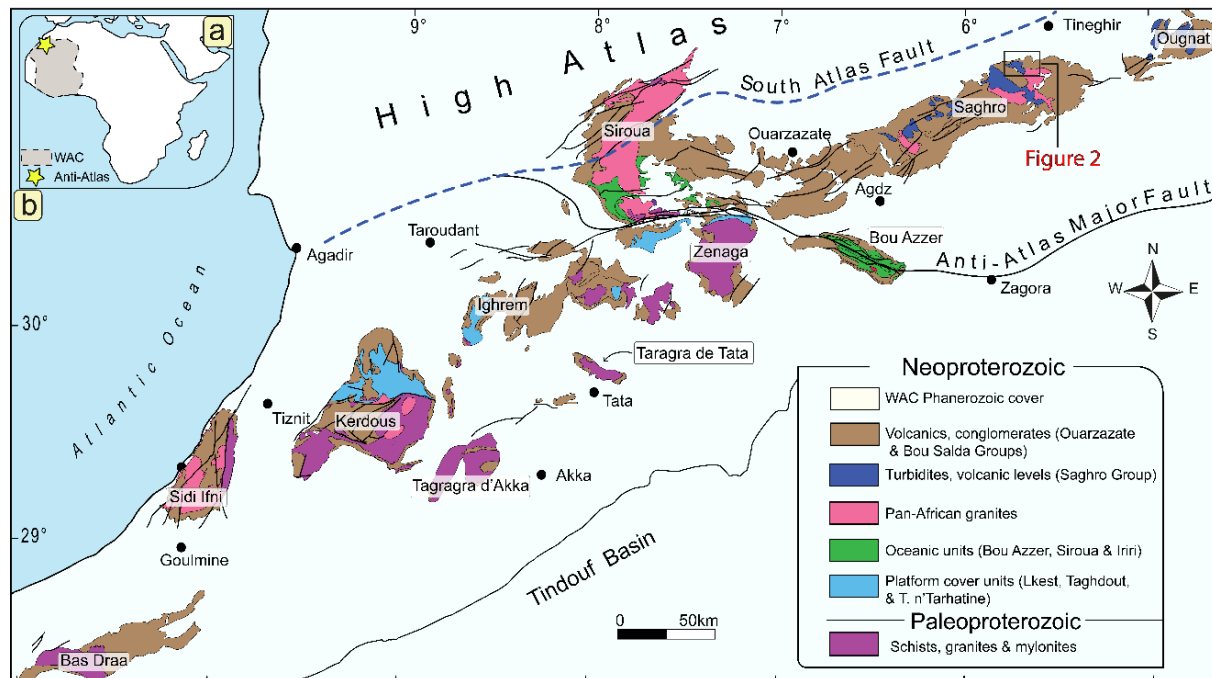 a
WAC
Anti-Atlas
b
9°
8°
7°
6°
30°
29°
High Atlas
South Atlas Fault
Tineghir
Ougnat
Saghro
Figure 2
Siroua
Ouarzazate
Agdz
Bou Azzer
Anti-Atlas Major Fault
Zagora
Agadir
Taroudant
Zenaga
Ighrem
Taragra de Tata
Tata
Atlantic Ocean
Tiznit
Kerdous
Tagragra d'Akka
Akka
Sidi Ifni
Goulmine
Tindouf Basin
Bas Draa
0 50km
N
W E
S
Neoproterozoic
WAC Phanerozoic cover
Volcanics, conglomerates (Ouarzazate
& Bou Salda Groups)
Turbidites, volcanic levels (Saghro Group)
Pan-African granites
Oceanic units (Bou Azzer, Siroua & Iriri)
Platform cover units (Lkest, Taghdout,
& T. n'Tarhatine)
Paleoproterozoic
Schists, granites & mylonites